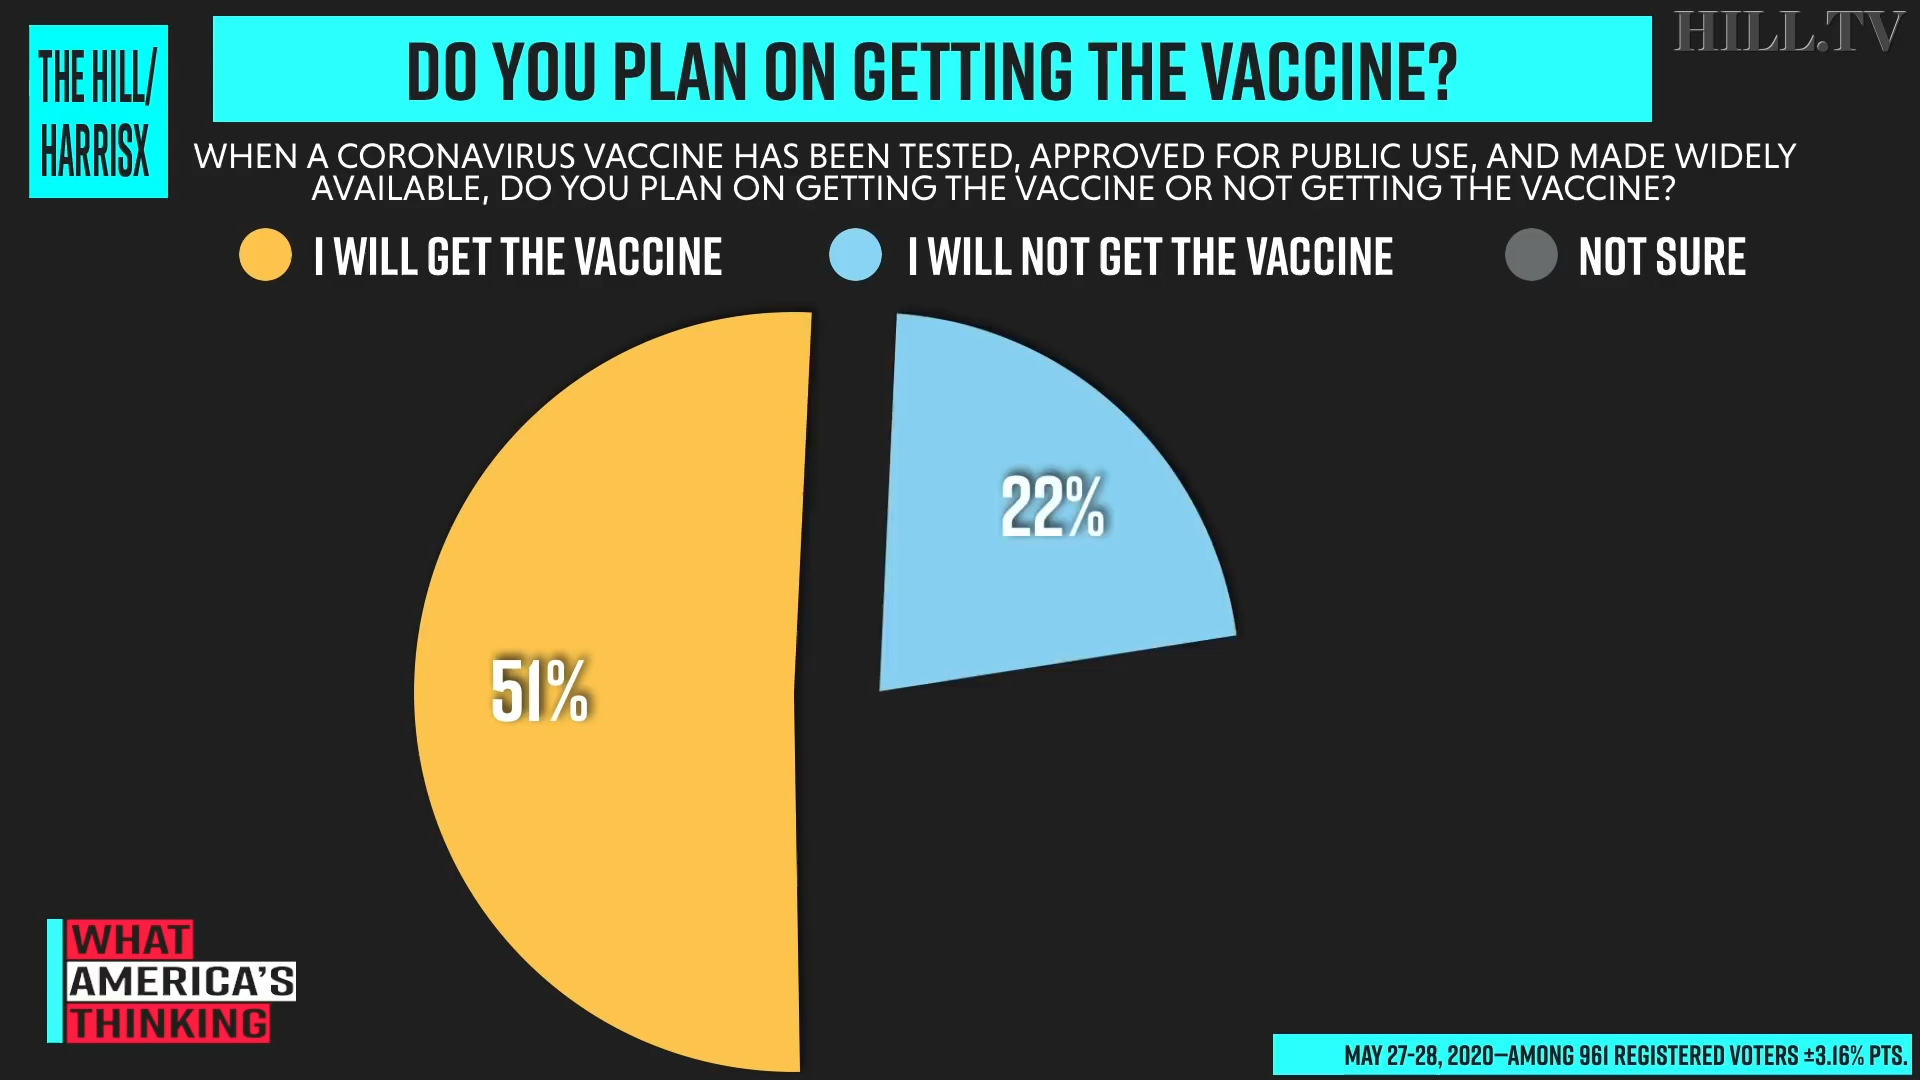 THE HILL/
HARRISX
DO YOU PLAN ON GETTING THE VACCINE?
HILL.TV
WHEN A CORONAVIRUS VACCINE HAS BEEN TESTED, APPROVED FOR PUBLIC USE, AND MADE WIDELY
AVAILABLE, DO YOU PLAN ON GETTING THE VACCINE OR NOT GETTING THE VACCINE?
I WILL GET THE VACCINE
I WILL NOT GET THE VACCINE
NOT SURE
22%
51%
WHAT
AMERICA'S
THINKING
MAY 27-28, 2020–AMONG 961 REGISTERED VOTERS ±3.16% PTS.